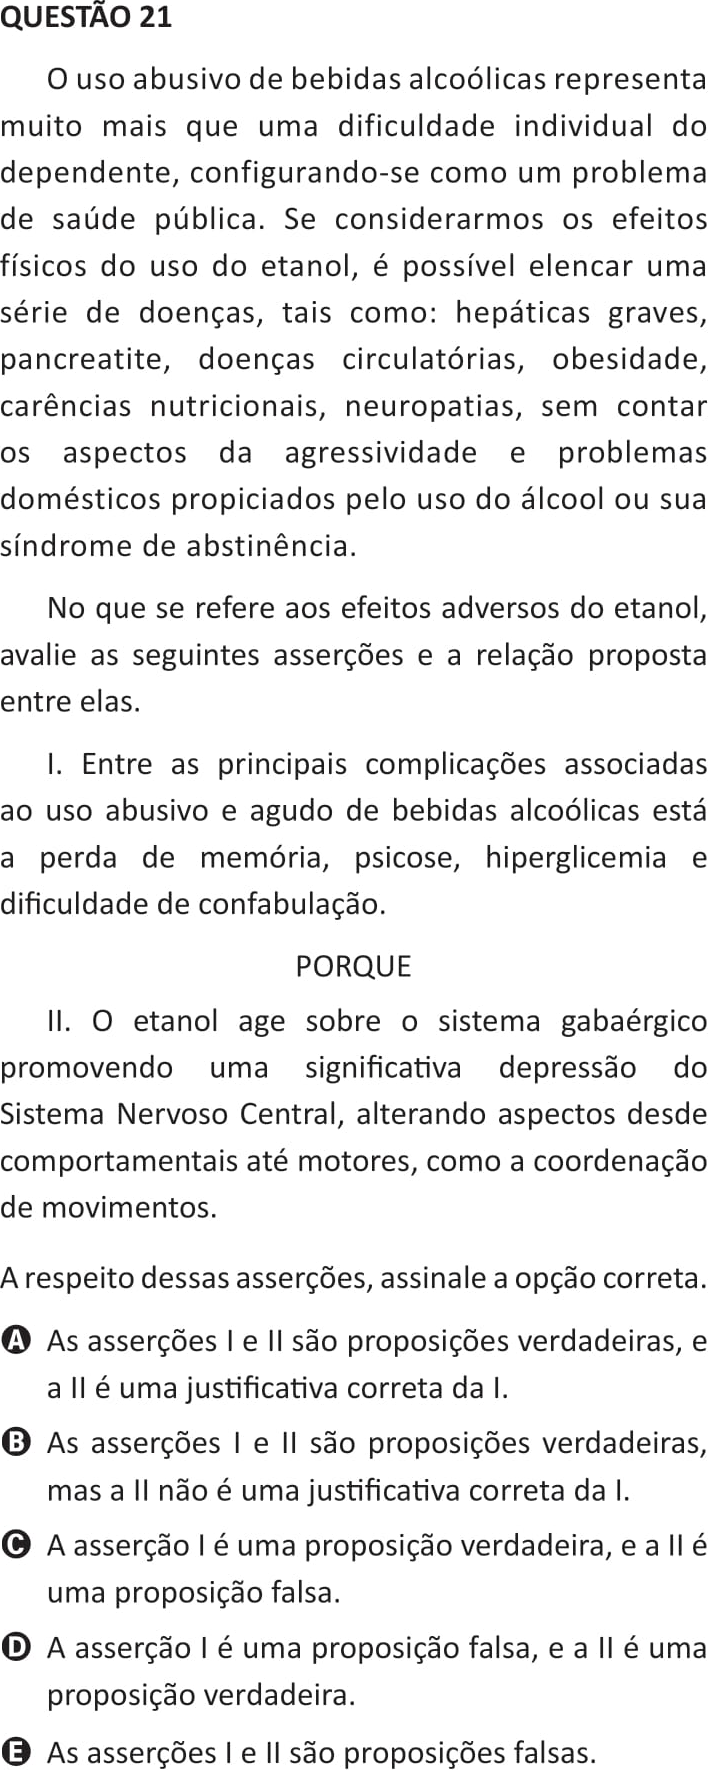 QUESTÃO 21
O uso abusivo de bebidas alcoólicas representa
muito mais que uma dificuldade individual do
dependente, configurando-se como um problema
de saúde pública. Se considerarmos os efeitos
físicos do uso do etanol, é possível elencar uma
série de doenças, tais como: hepáticas graves,
pancreatite, doenças circulatórias, obesidade,
carências nutricionais, neuropatias, sem contar
os aspectos da agressividade e problemas
domésticos propiciados pelo uso do álcool ou sua
síndrome de abstinência.
No que se refere aos efeitos adversos do etanol,
avalie as seguintes asserções e a relação proposta
entre elas.
I. Entre as principais complicações associadas
ao uso abusivo e agudo de bebidas alcoólicas está
a perda de memória, psicose, hiperglicemia e
dificuldade de confabulação.
PORQUE
II. O etanol age sobre o sistema gabaérgico
promovendo uma significativa depressão do
Sistema Nervoso Central, alterando aspectos desde
comportamentais até motores, como a coordenação
de movimentos.
A respeito dessas asserções, assinale a opção correta.
A As asserções I e II são proposições verdadeiras, e
a II é uma justificativa correta da I.
B As asserções I e II são proposições verdadeiras,
mas a II não é uma justificativa correta da I.
C A asserção I é uma proposição verdadeira, e a II é
uma proposição falsa.
D A asserção I é uma proposição falsa, e a II é uma
proposição verdadeira.
E As asserções I e II são proposições falsas.